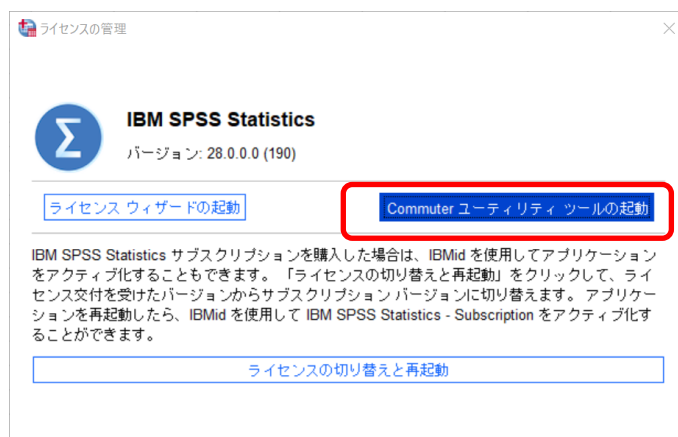 ライセンスの管理
IBM SPSS Statistics
バージョン: 28.0.0.0 (190)
ライセンス ウィザードの起動
Commuter ユーティリティ ツールの起動
IBM SPSS Statistics サブスクリプションを購入した場合は、IBMid を使用してアプリケーション
をアクティブ化することもできます。 「ライセンスの切り替えと再起動」をクリックして、ライ
センス交付を受けたバージョンからサブスクリプション バージョンに切り替えます。 アプリケー
ションを再起動したら、IBMid を使用して IBM SPSS Statistics - Subscription をアクティブ化す
ることができます。
ライセンスの切り替えと再起動